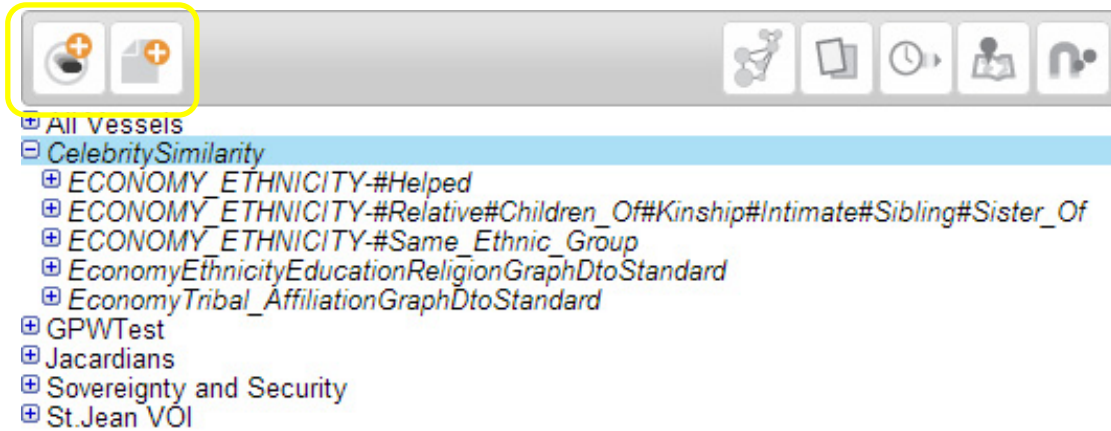 All Vessels
CelebritySimilarity
ECONOMY_ETHNICITY-#Helped
ECONOMY_ETHNICITY-#Relative#Children_Of#Kinship#Intimate#Sibling#Sister_Of
ECONOMY_ETHNICITY-#Same_Ethnic_Group
EconomyEthnicityEducationReligionGraphDtoStandard
EconomyTribal_AffiliationGraphDtoStandard
GPWTest
Jacardians
Sovereignty and Security
St.Jean VOI